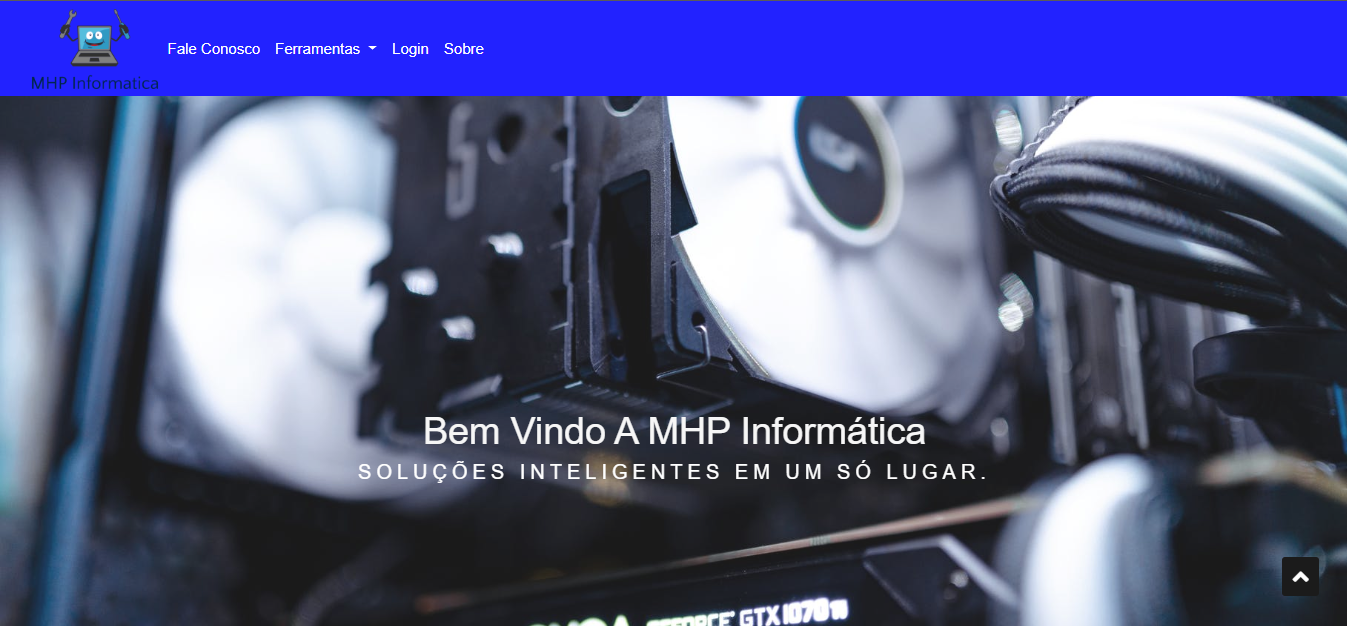 MHP Informatica
Fale Conosco Ferramentas Login Sobre
Bem Vindo A MHP Informática
SOLUÇÕES INTELIGENTES EM UM SÓ LUGAR.
GEFORCE GTX 1070 Ti